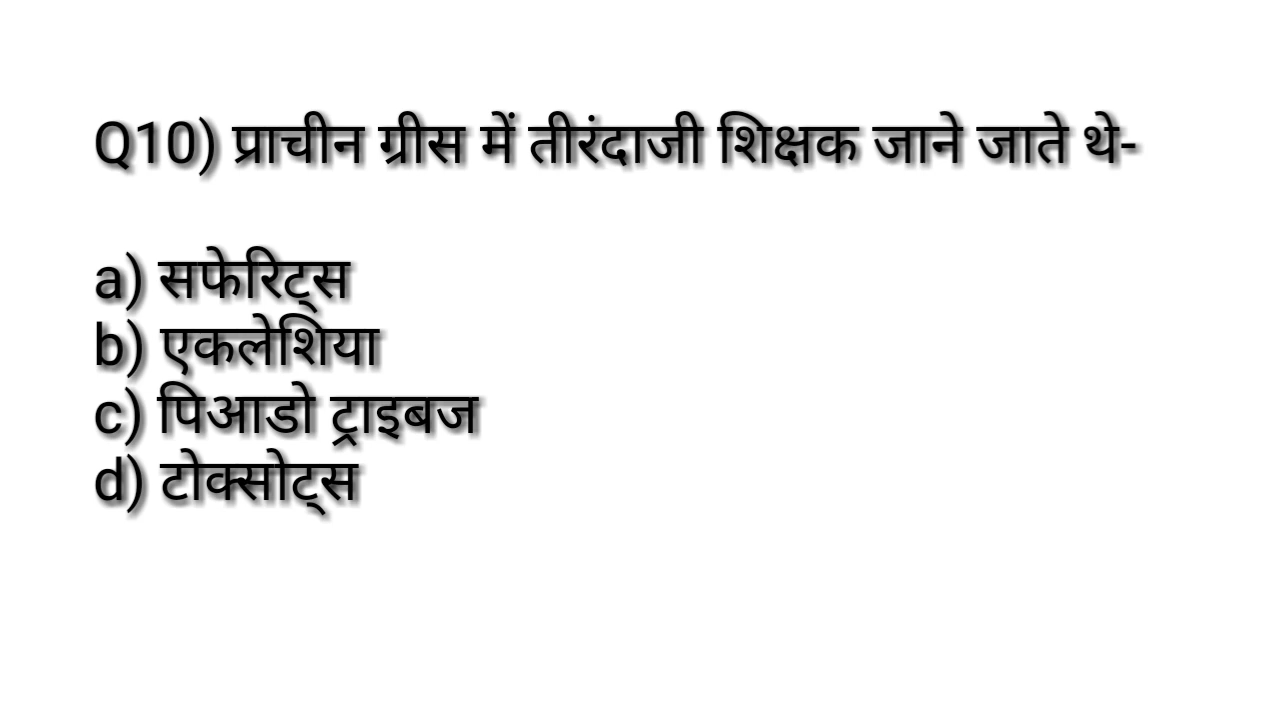 Q10) प्राचीन ग्रीस में तीरंदाजी शिक्षक जाने जाते थे-
a) सफेरिट्स
b) एकलेशिया
c) पिआडो ट्राइबज
d) टोक्सोट्स